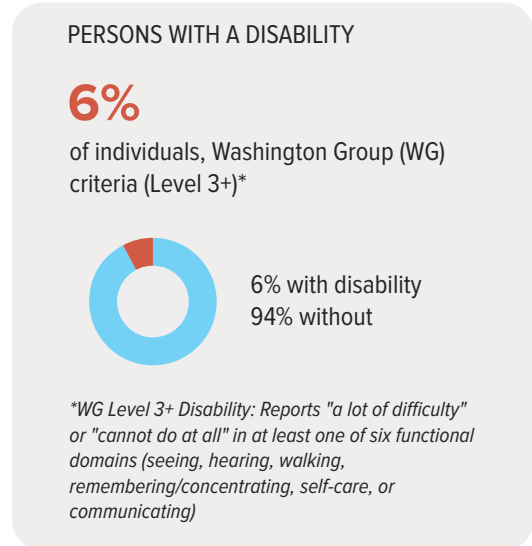 PERSONS WITH A DISABILITY
6%
of individuals, Washington Group (WG)
criteria (Level 3+)*
6% with disability
94% without
*WG Level 3+ Disability: Reports "a lot of difficulty"
or "cannot do at all" in at least one of six functional
domains (seeing, hearing, walking,
remembering/concentrating, self-care, or
communicating)